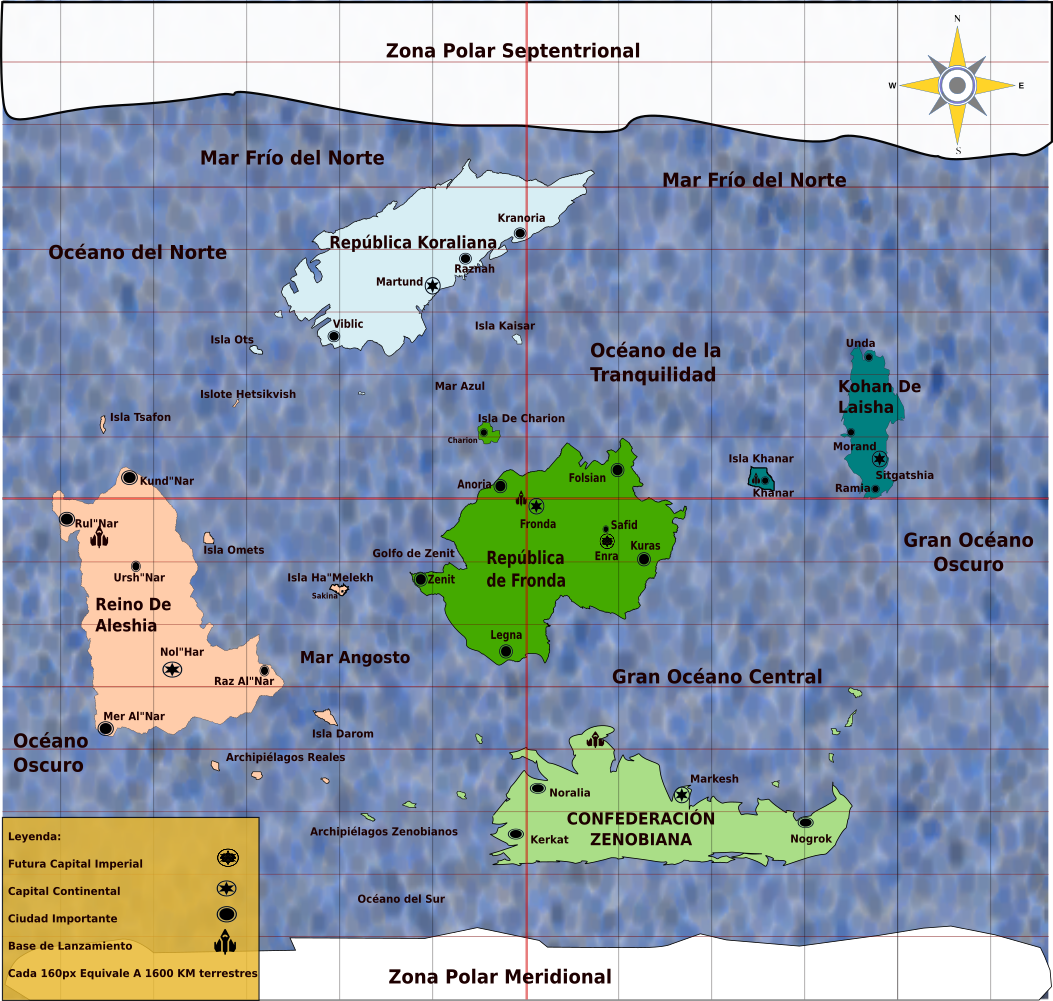 N
W
E
S
Zona Polar Septentrional
Mar Frío del Norte
Mar Frío del Norte
Océano del Norte
Kranoria
República Koraliana
Raznah
Martund
Viblic
Isla Ots
Isla Kaisar
Océano de la
Tranquilidad
Unda
Kohan De
Laisha
Morand
Sitgatshia
Ramia
Islote Hetsikvish
Mar Azul
Isla Tsafon
Isla De Charion
Charion
Isla Khanar
Khanar
Kund"Nar
Rul"Nar
Ursh"Nar
Reino De
Aleshia
Nol"Har
Raz Al"Nar
Mer Al"Nar
Isla Omets
Isla Ha"Melekh
Sakina
Golfo de Zenit
Zenit
Anoria
Folsian
Fronda
Safid
Enra
Kuras
República
de Fronda
Legna
Gran Océano
Oscuro
Mar Angosto
Gran Océano Central
Océano
Oscuro
Isla Darom
Archipiélagos Reales
Markesh
Noralia
CONFEDERACIÓN
ZENOBIANA
Kerkat
Nogrok
Archipiélagos Zenobianos
Océano del Sur
Leyenda:
Futura Capital Imperial
Capital Continental
Ciudad Importante
Base de Lanzamiento
Cada 160px Equivale A 1600 KM terrestres
Zona Polar Meridional